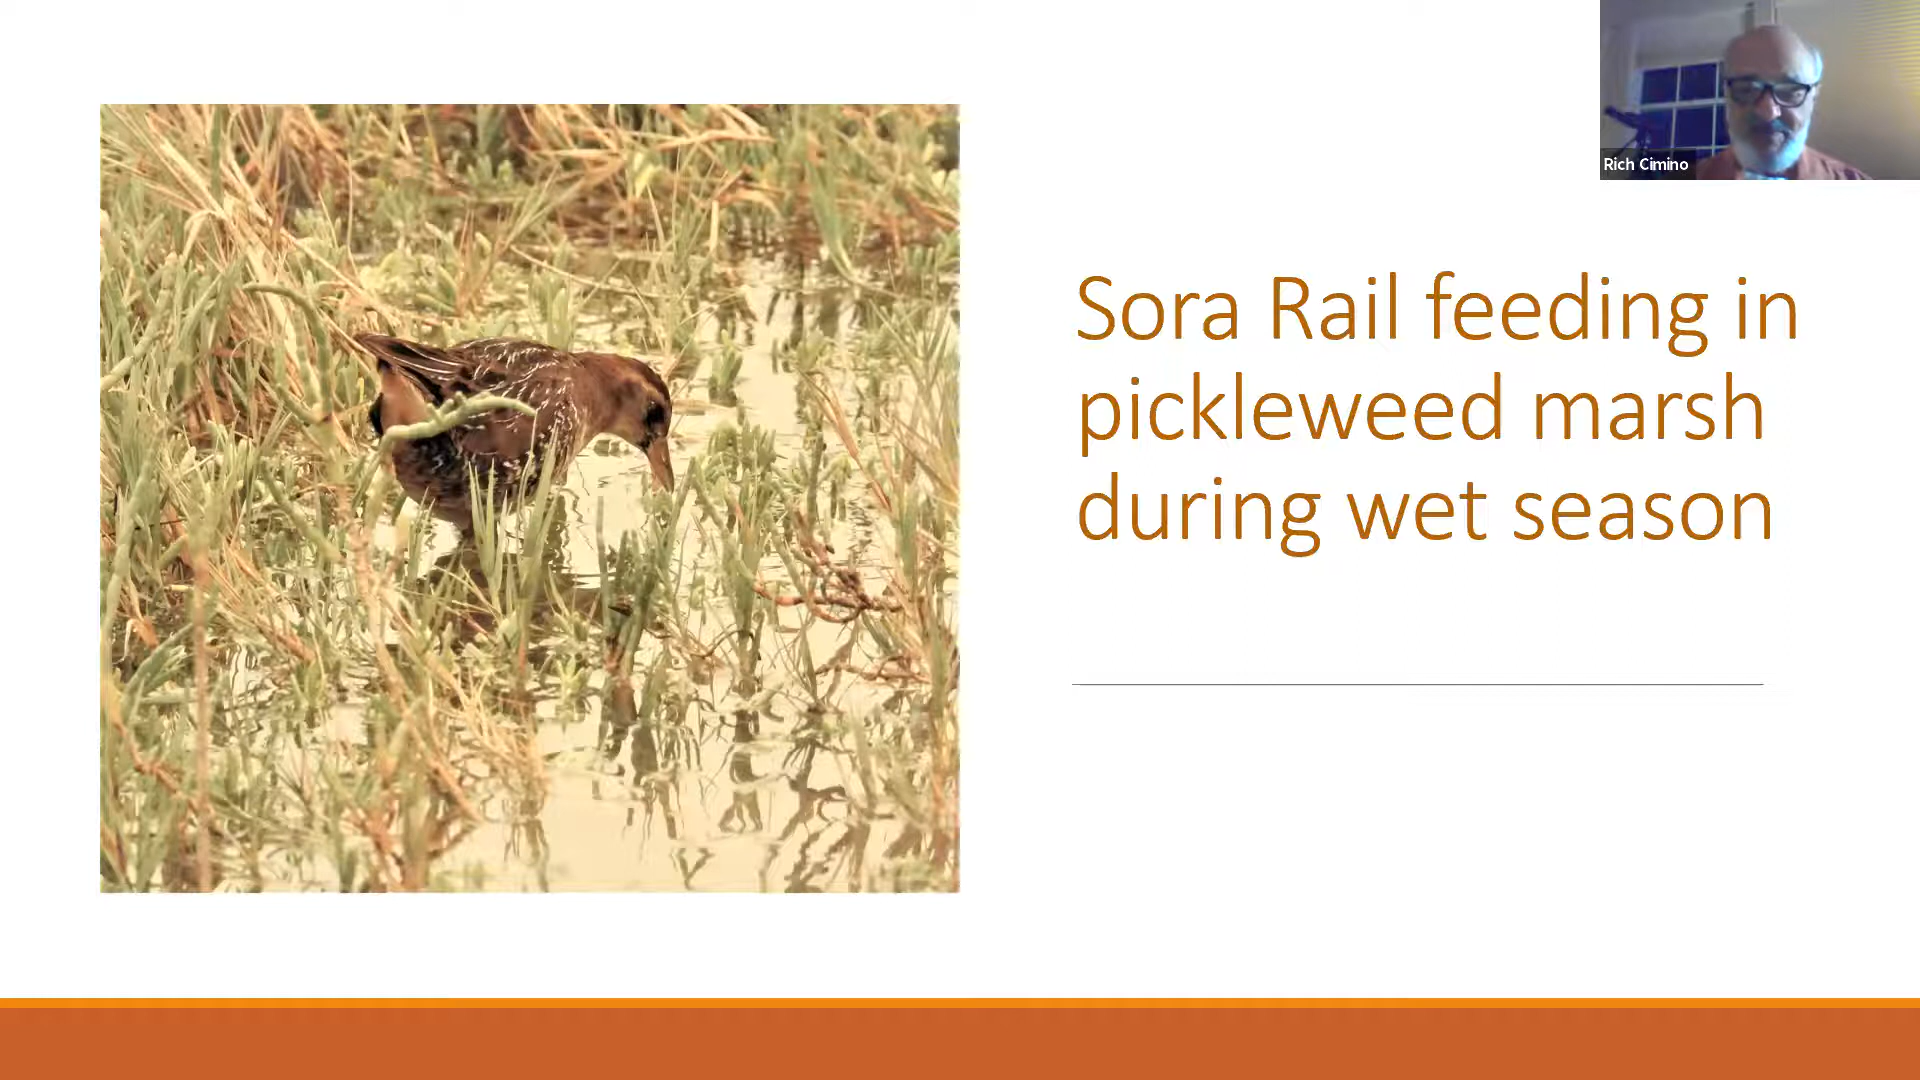 Rich Cimino
Sora Rail feeding in
pickleweed marsh
during wet season